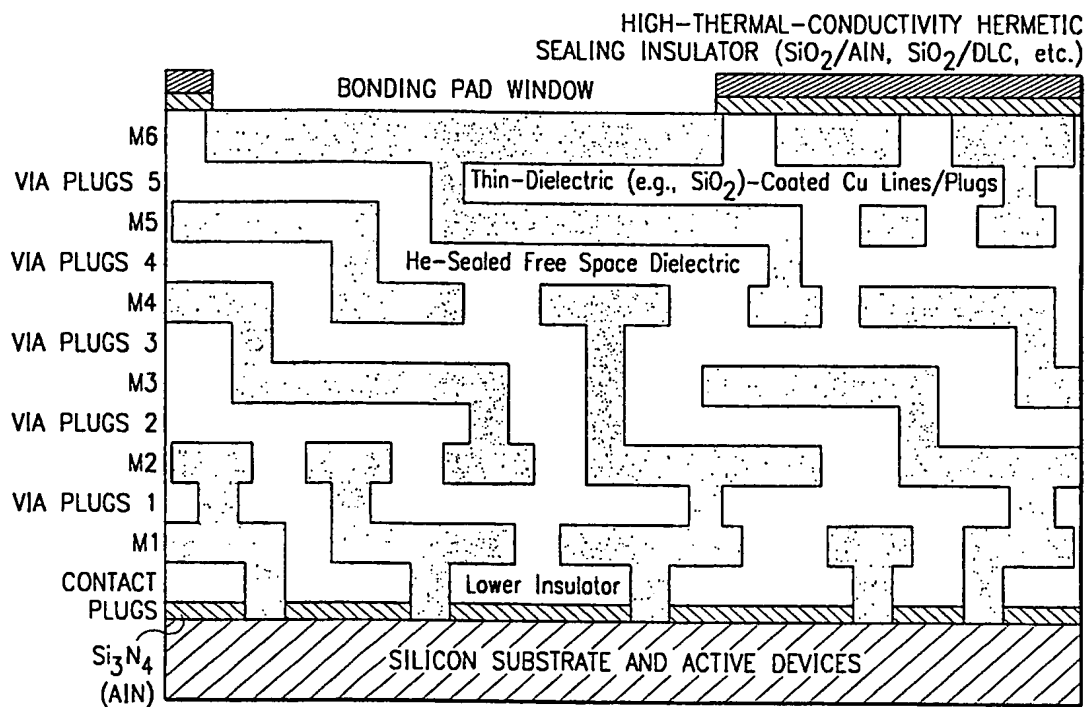 HIGH-THERMAL-CONDUCTIVITY HERMETIC
SEALING INSULATOR (SiO2/AlN, SiO2/DLC, etc.)
BONDING PAD WINDOW
M6
VIA PLUGS 5
Thin-Dielectric (e.g., SiO2)-Coated Cu Lines/Plugs
M5
VIA PLUGS 4
He-Sealed Free Space Dielectric
M4
VIA PLUGS 3
M3
VIA PLUGS 2
M2
VIA PLUGS 1
M1
CONTACT
PLUGS
Lower Insulator
Si3N4
(AlN)
SILICON SUBSTRATE AND ACTIVE DEVICES